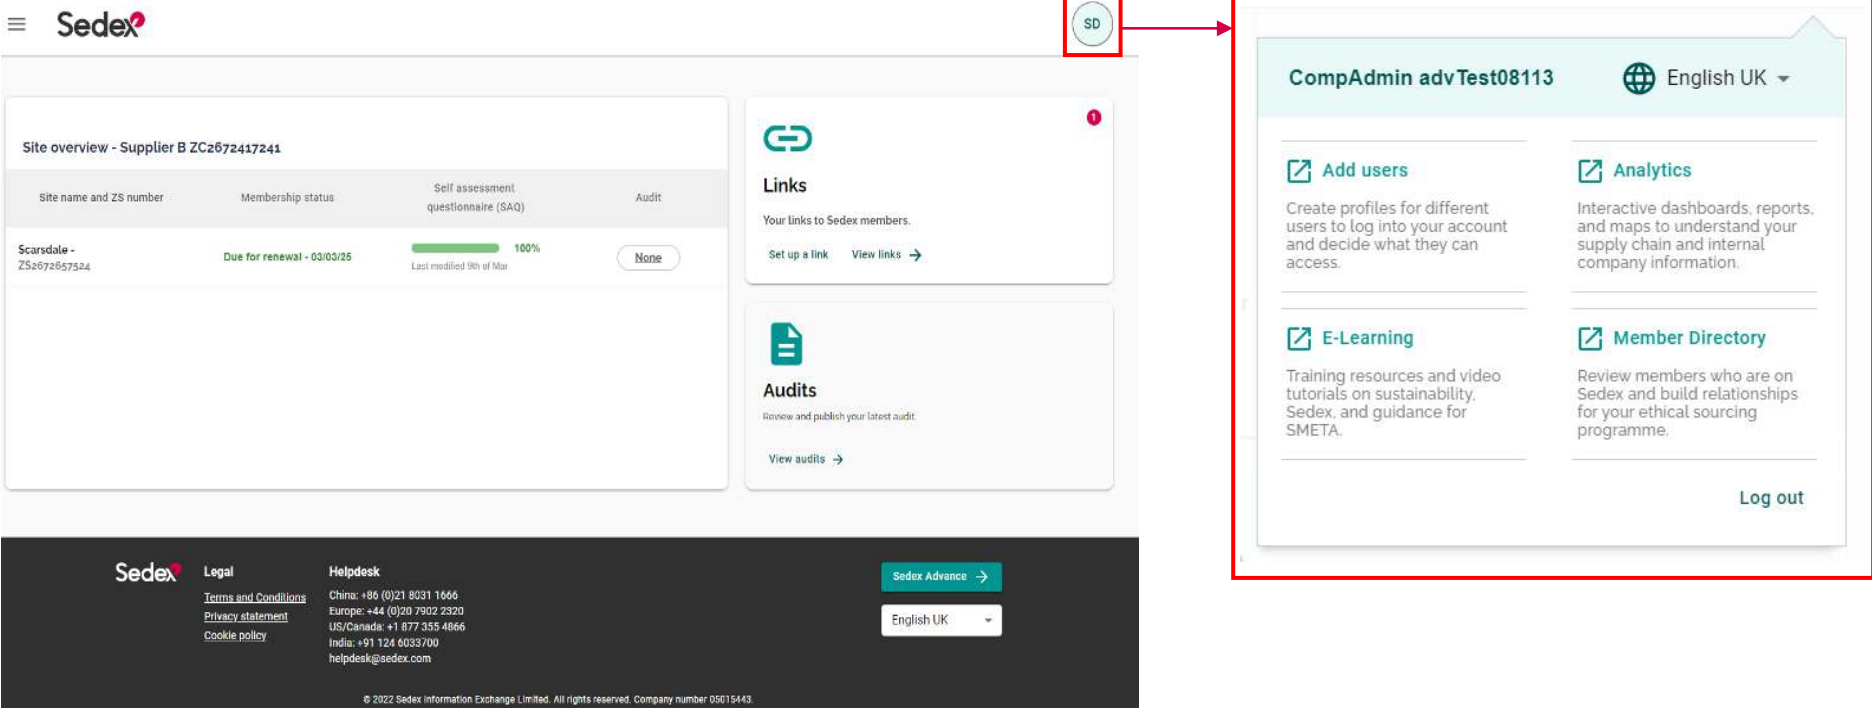 Sedex
SD
Site overview - Supplier B ZC2672417241
Site name and ZS number
Membership status
Self assessment
questionnaire (SAQ)
Audit
Scarsdale -
ZS2672657524
Due for renewal - 03/03/25
100%
Last modified 9th of Mar
None
1
Links
Your links to Sedex members.
Set up a link
View links
Audits
Review and publish your latest audit.
View audits
Sedex
Legal
Terms and Conditions
Privacy statement
Cookie policy
Helpdesk
China: +86 (0)21 8031 1666
Europe: +44 (0)20 7902 2320
US/Canada: +1 877 355 4866
India: +91 124 6033700
helpdesk@sedex.com
Sedex Advance
English UK
© 2022 Sedex Information Exchange Limited. All rights reserved. Company number 05015443.
CompAdmin advTest08113
English UK
Add users
Create profiles for different
users to log into your account
and decide what they can
access.
Analytics
Interactive dashboards, reports,
and maps to understand your
supply chain and internal
company information.
E-Learning
Training resources and video
tutorials on sustainability,
Sedex, and guidance for
SMETA.
Member Directory
Review members who are on
Sedex and build relationships
for your ethical sourcing
programme.
Log out